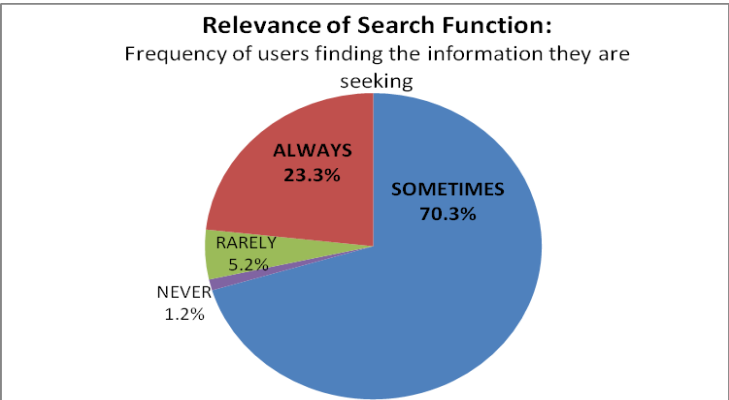 Relevance of Search Function:
Frequency of users finding the information they are
seeking
ALWAYS
23.3%
SOMETIMES
70.3%
RARELY
5.2%
NEVER
1.2%